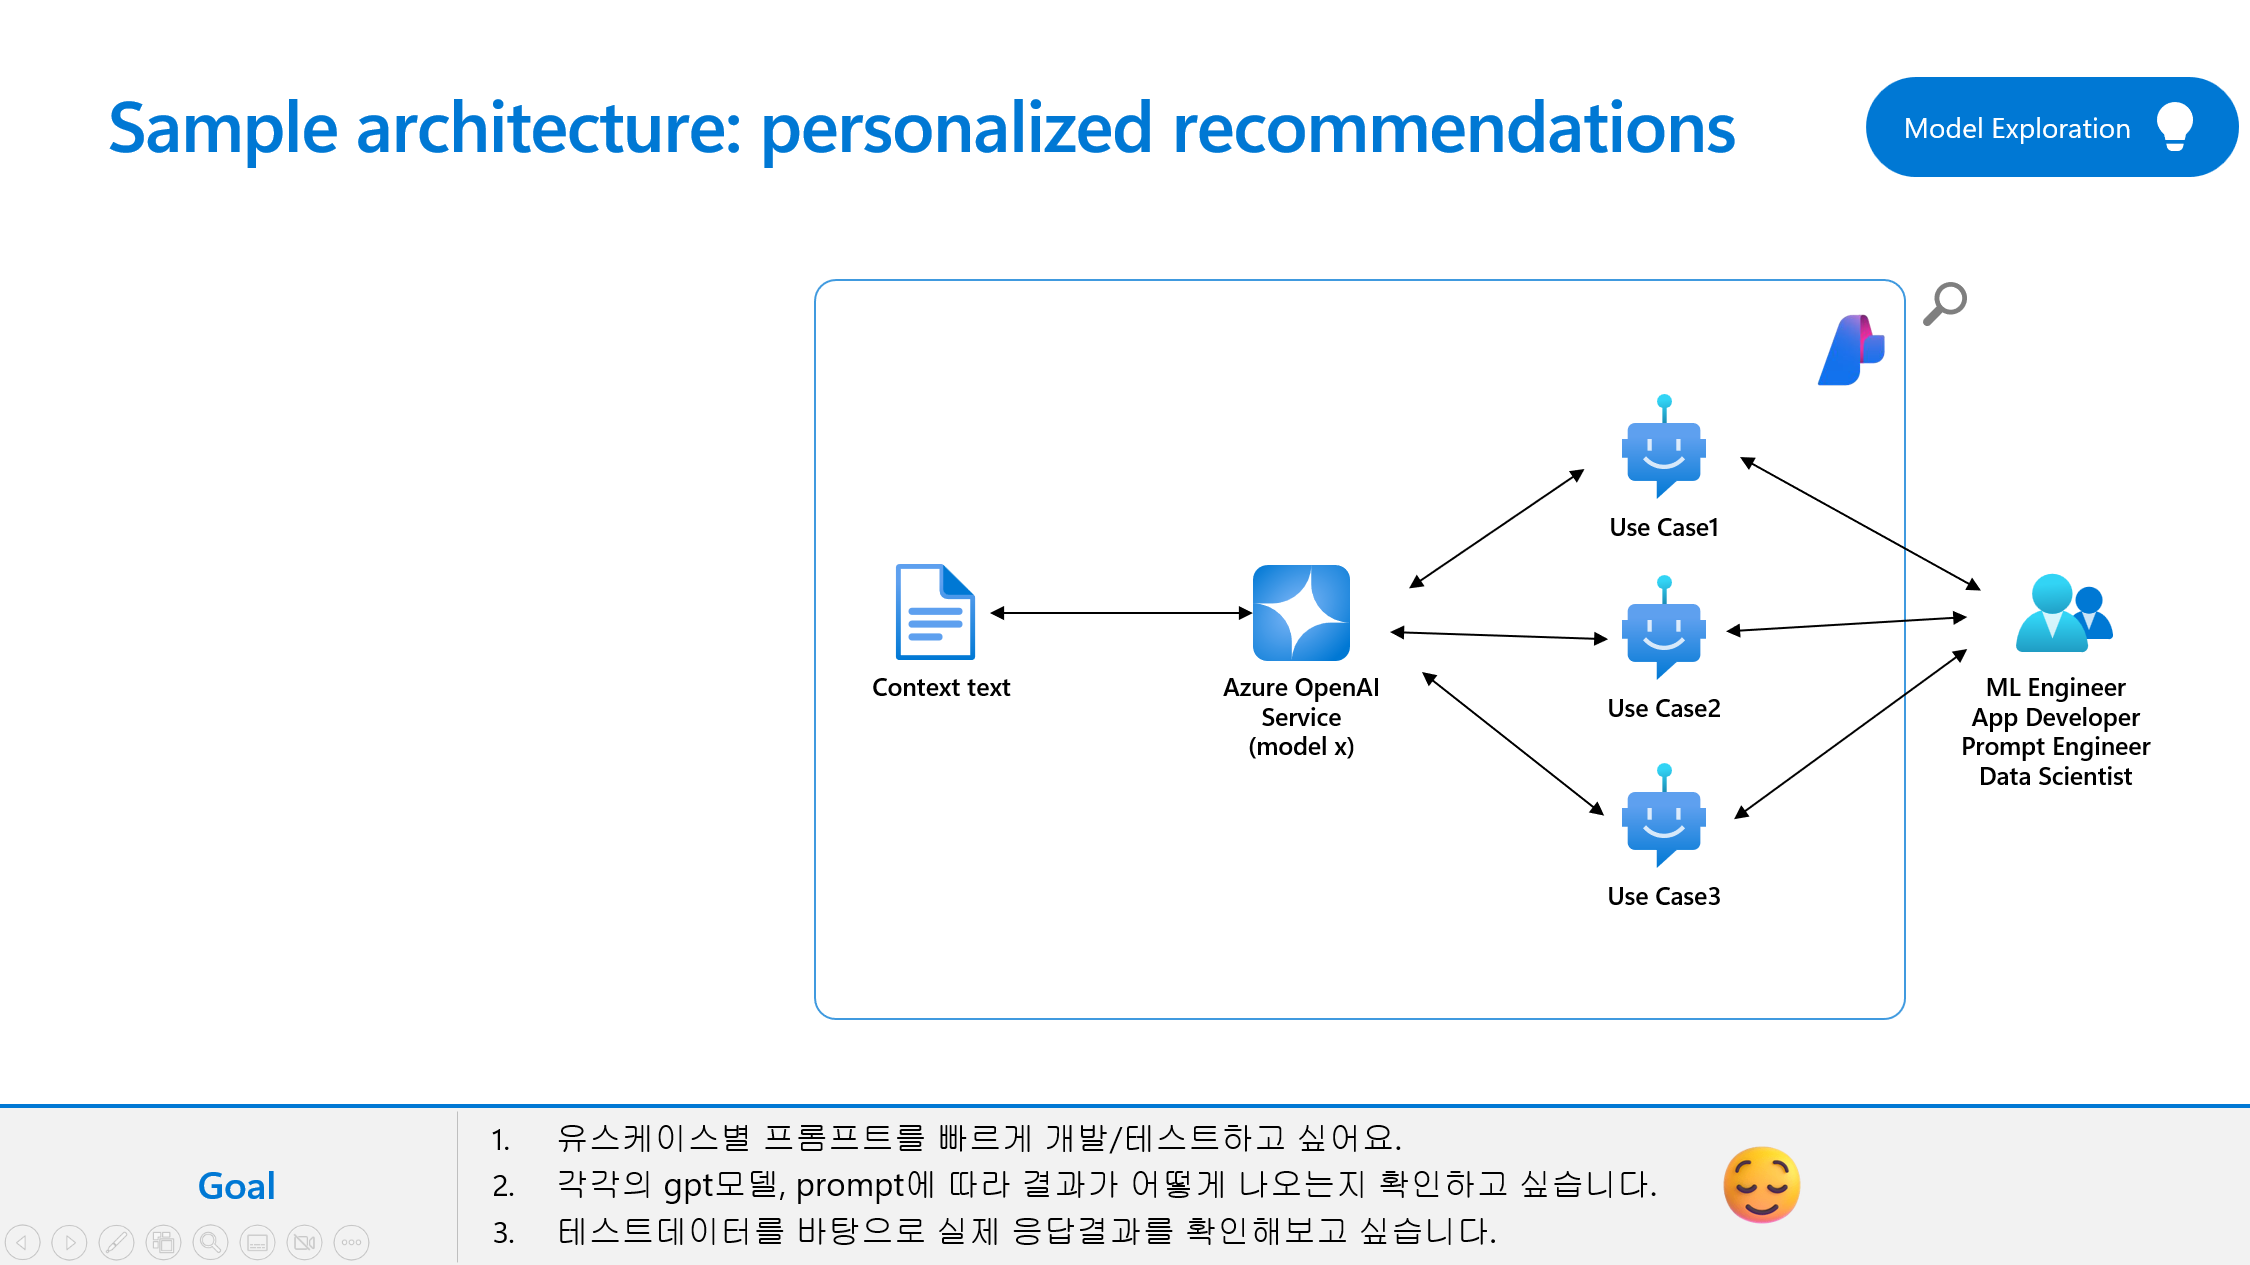 Sample architecture: personalized recommendations
Model Exploration
Use Case1
Context text
Azure OpenAI
Service
(model x)
Use Case2
ML Engineer
App Developer
Prompt Engineer
Data Scientist
Use Case3
Goal
1. 유스케이스별 프롬프트를 빠르게 개발/테스트하고 싶어요.
2. 각각의 gpt모델, prompt에 따라 결과가 어떻게 나오는지 확인하고 싶습니다.
3. 테스트데이터를 바탕으로 실제 응답결과를 확인해보고 싶습니다.